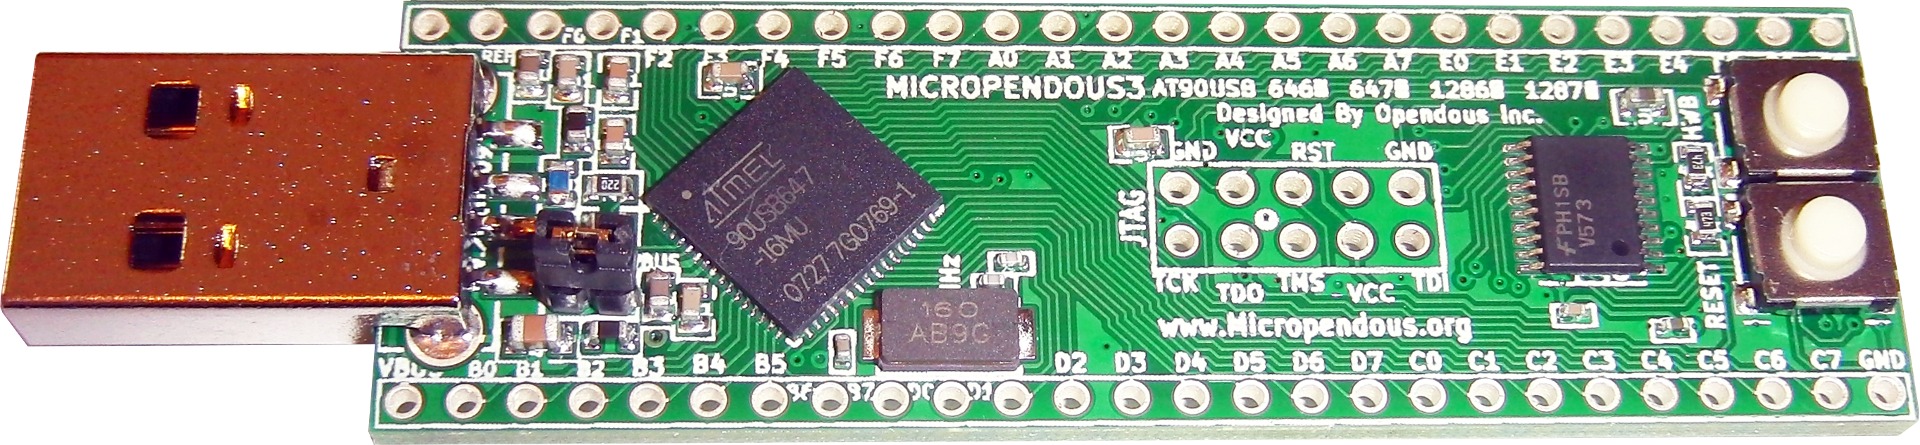 REF F0 F1 F2 F3 F4 F5 F6 F7 A0 A1 A2 A3 A4 A5 A6 A7 E0 E1 E2 E3 E4
MICROPENDOUS3 AT90USB 646 647 1286 1287
Designed By Opendous Inc.
VCC
GND RST GND
JTAG
TCK TDO TMS VCC TDI
www.Micropendous.org
ATMEL
90USB647
-16MU
0727 7G0769-1
220
160
AB9G
PH1SB
V573
HWB
RESET
VBUS B0 B1 B2 B3 B4 B5 B6 B7 D0 D1 D2 D3 D4 D5 D6 D7 C0 C1 C2 C3 C4 C5 C6 C7 GND